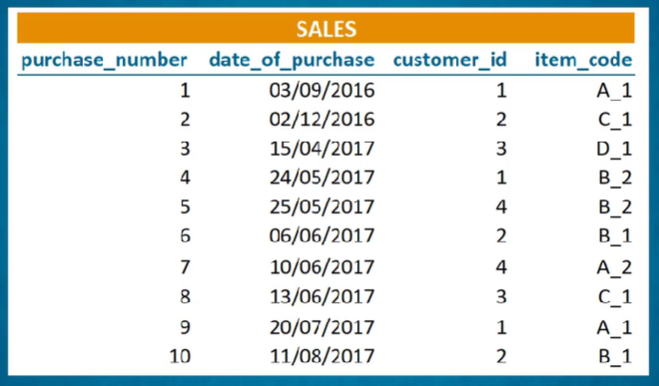 SALES
purchase_number date_of_purchase customer_id item_code
1 03/09/2016 1 A_1
2 02/12/2016 2 C_1
3 15/04/2017 3 D_1
4 24/05/2017 1 B_2
5 25/05/2017 4 B_2
6 06/06/2017 2 B_1
7 10/06/2017 4 A_2
8 13/06/2017 3 C_1
9 20/07/2017 1 A_1
10 11/08/2017 2 B_1